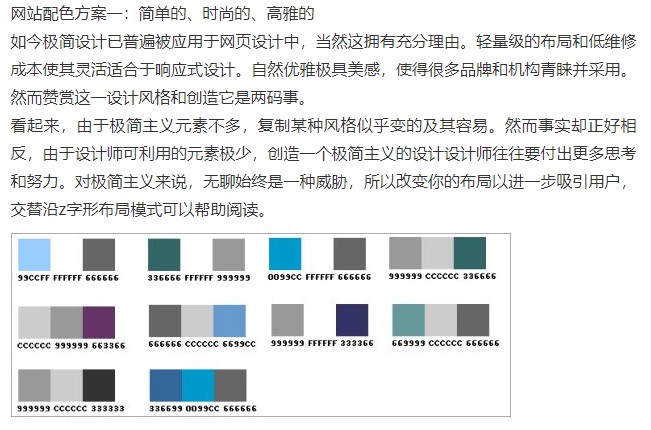 网站配色方案一：简单的、时尚的、高雅的
如今极简设计已普遍被应用于网页设计中，当然这拥有充分理由。轻量级的布局和低维修
成本使其灵活适合于响应式设计。自然优雅极具美感，使得很多品牌和机构青睐并采用。
然而赞赏这一设计风格和创造它是两码事。
看起来，由于极简主义元素不多，复制某种风格似乎变的及其容易。然而事实却正好相
反，由于设计师可利用的元素极少，创造一个极简主义的设计设计师往往要付出更多思考
和努力。对极简主义来说，无聊始终是一种威胁，所以改变你的布局以进一步吸引用户，
交替沿z字形布局模式可以帮助阅读。
99CCFF FFFFFF 666666
336666 FFFFFF 999999
0099CC FFFFFF 666666
999999 CCCCCC 336666
CCCCCC 999999 663366
666666 CCCCCC 6699CC
999999 FFFFFF 333366
669999 CCCCCC 666666
999999 CCCCCC 333333
336699 0099CC 666666